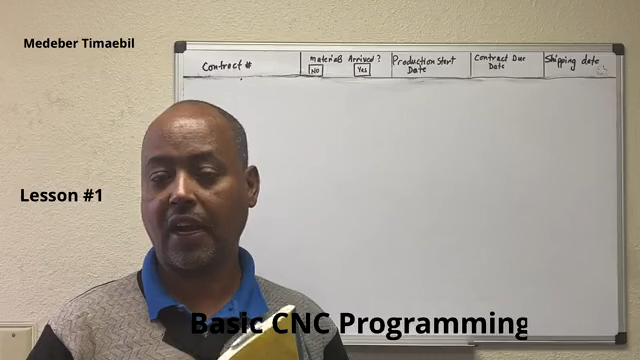 Medeber Timaebil
Contract #
Materials Arrived?
No
Yes
Production Start
Date
Contract Due
Date
Shipping date
Lesson #1
Basic CNC Programming